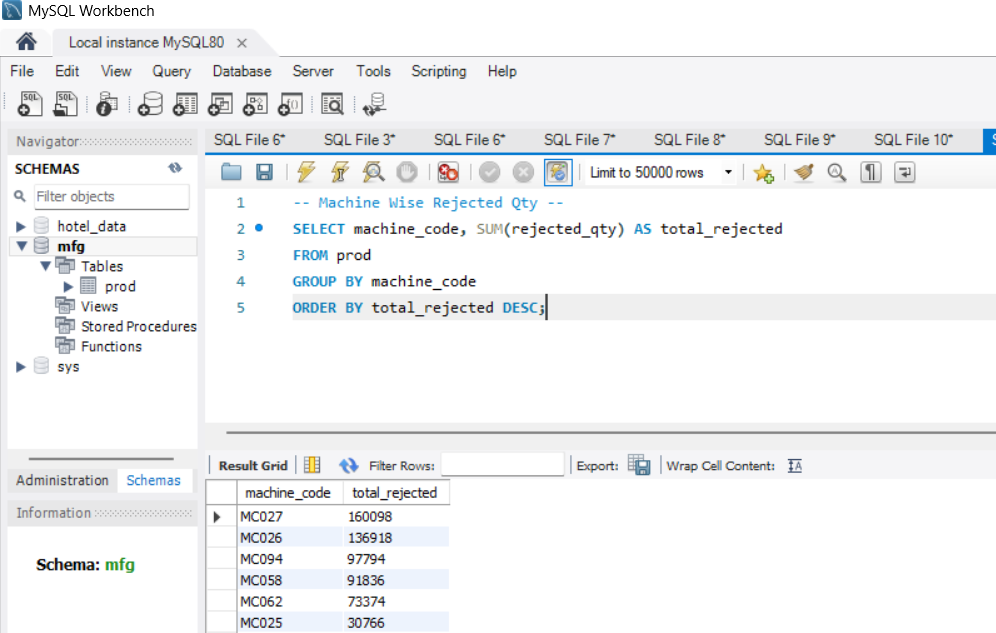 MySQL Workbench
Local instance MySQL80
File Edit View Query Database Server Tools Scripting Help
Navigator
SQL File 6* SQL File 3* SQL File 6* SQL File 7* SQL File 8* SQL File 9* SQL File 10*
SCHEMAS
Limit to 50000 rows
Filter objects
hotel_data
mfg
Tables
prod
Views
Stored Procedures
Functions
sys
1 -- Machine Wise Rejected Qty --
2 SELECT machine_code, SUM(rejected_qty) AS total_rejected
3 FROM prod
4 GROUP BY machine_code
5 ORDER BY total_rejected DESC;
Administration Schemas
Information
Schema: mfg
Result Grid Filter Rows: Export: Wrap Cell Content:
machine_code total_rejected
MC027 160098
MC026 136918
MC094 97794
MC058 91836
MC062 73374
MC025 30766